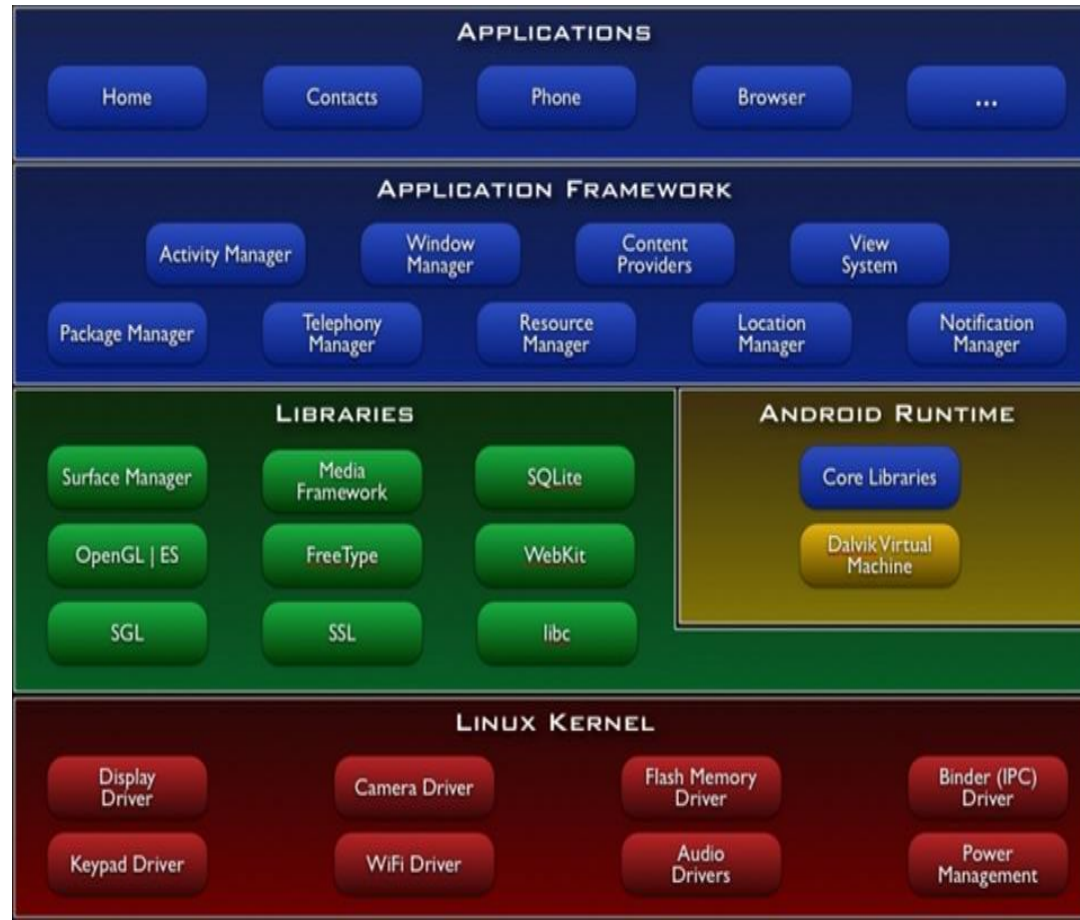 APPLICATIONS
Home Contacts Phone Browser ...
APPLICATION FRAMEWORK
Activity Manager
Window
Manager
Content
Providers
View
System
Package Manager
Telephony
Manager
Resource
Manager
Location
Manager
Notification
Manager
LIBRARIES
Surface Manager
Media
Framework
SQLite
OpenGL | ES
FreeType
WebKit
SGL
SSL
libc
ANDROID RUNTIME
Core Libraries
Dalvik Virtual
Machine
LINUX KERNEL
Display
Driver
Camera Driver
Flash Memory
Driver
Binder (IPC)
Driver
Keypad Driver
WiFi Driver
Audio
Drivers
Power
Management